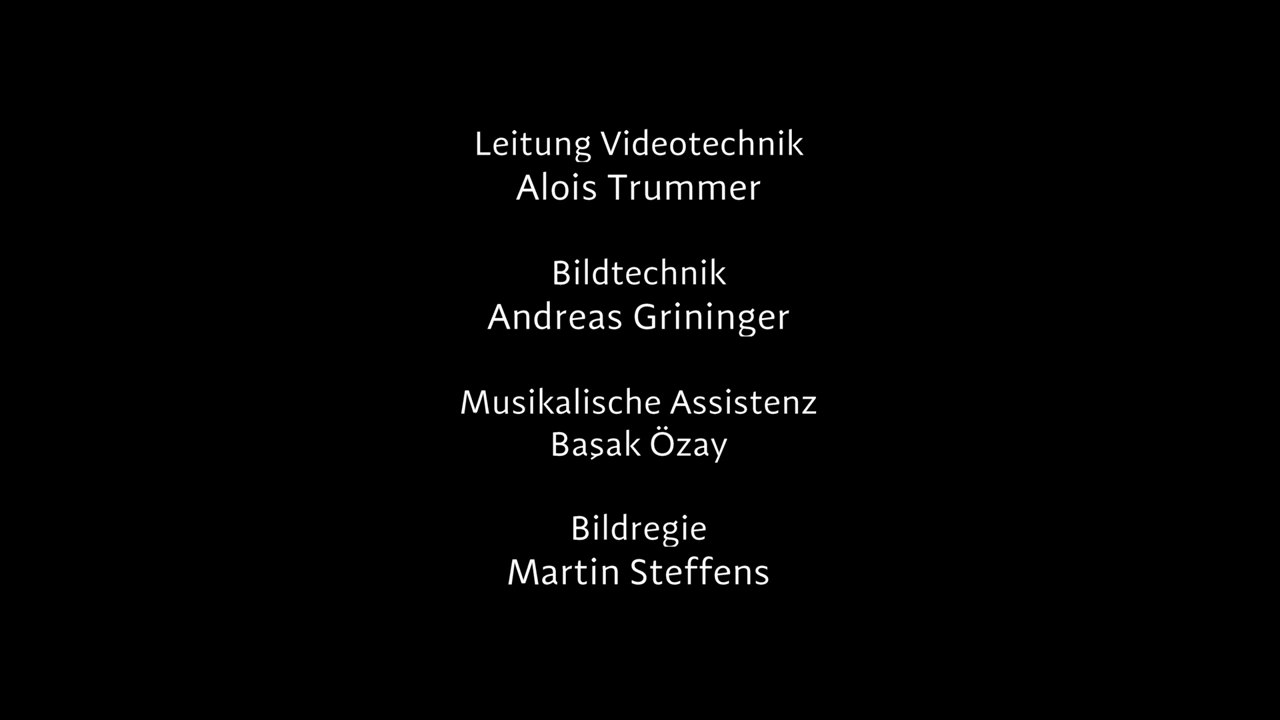 Leitung Videotechnik
Alois Trummer
Bildtechnik
Andreas Grininger
Musikalische Assistenz
Başak Özay
Bildregie
Martin Steffens